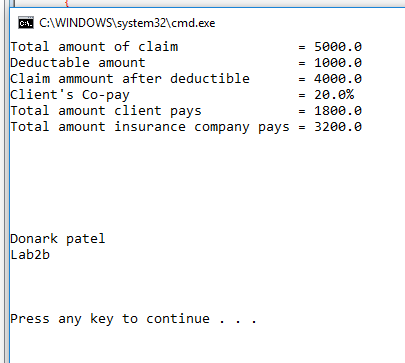 C:\WINDOWS\system32\cmd.exe
Total amount of claim = 5000.0
Deductable amount = 1000.0
Claim ammount after deductible = 4000.0
Client's Co-pay = 20.0%
Total amount client pays = 1800.0
Total amount insurance company pays = 3200.0
Donark patel
Lab2b
Press any key to continue . . .